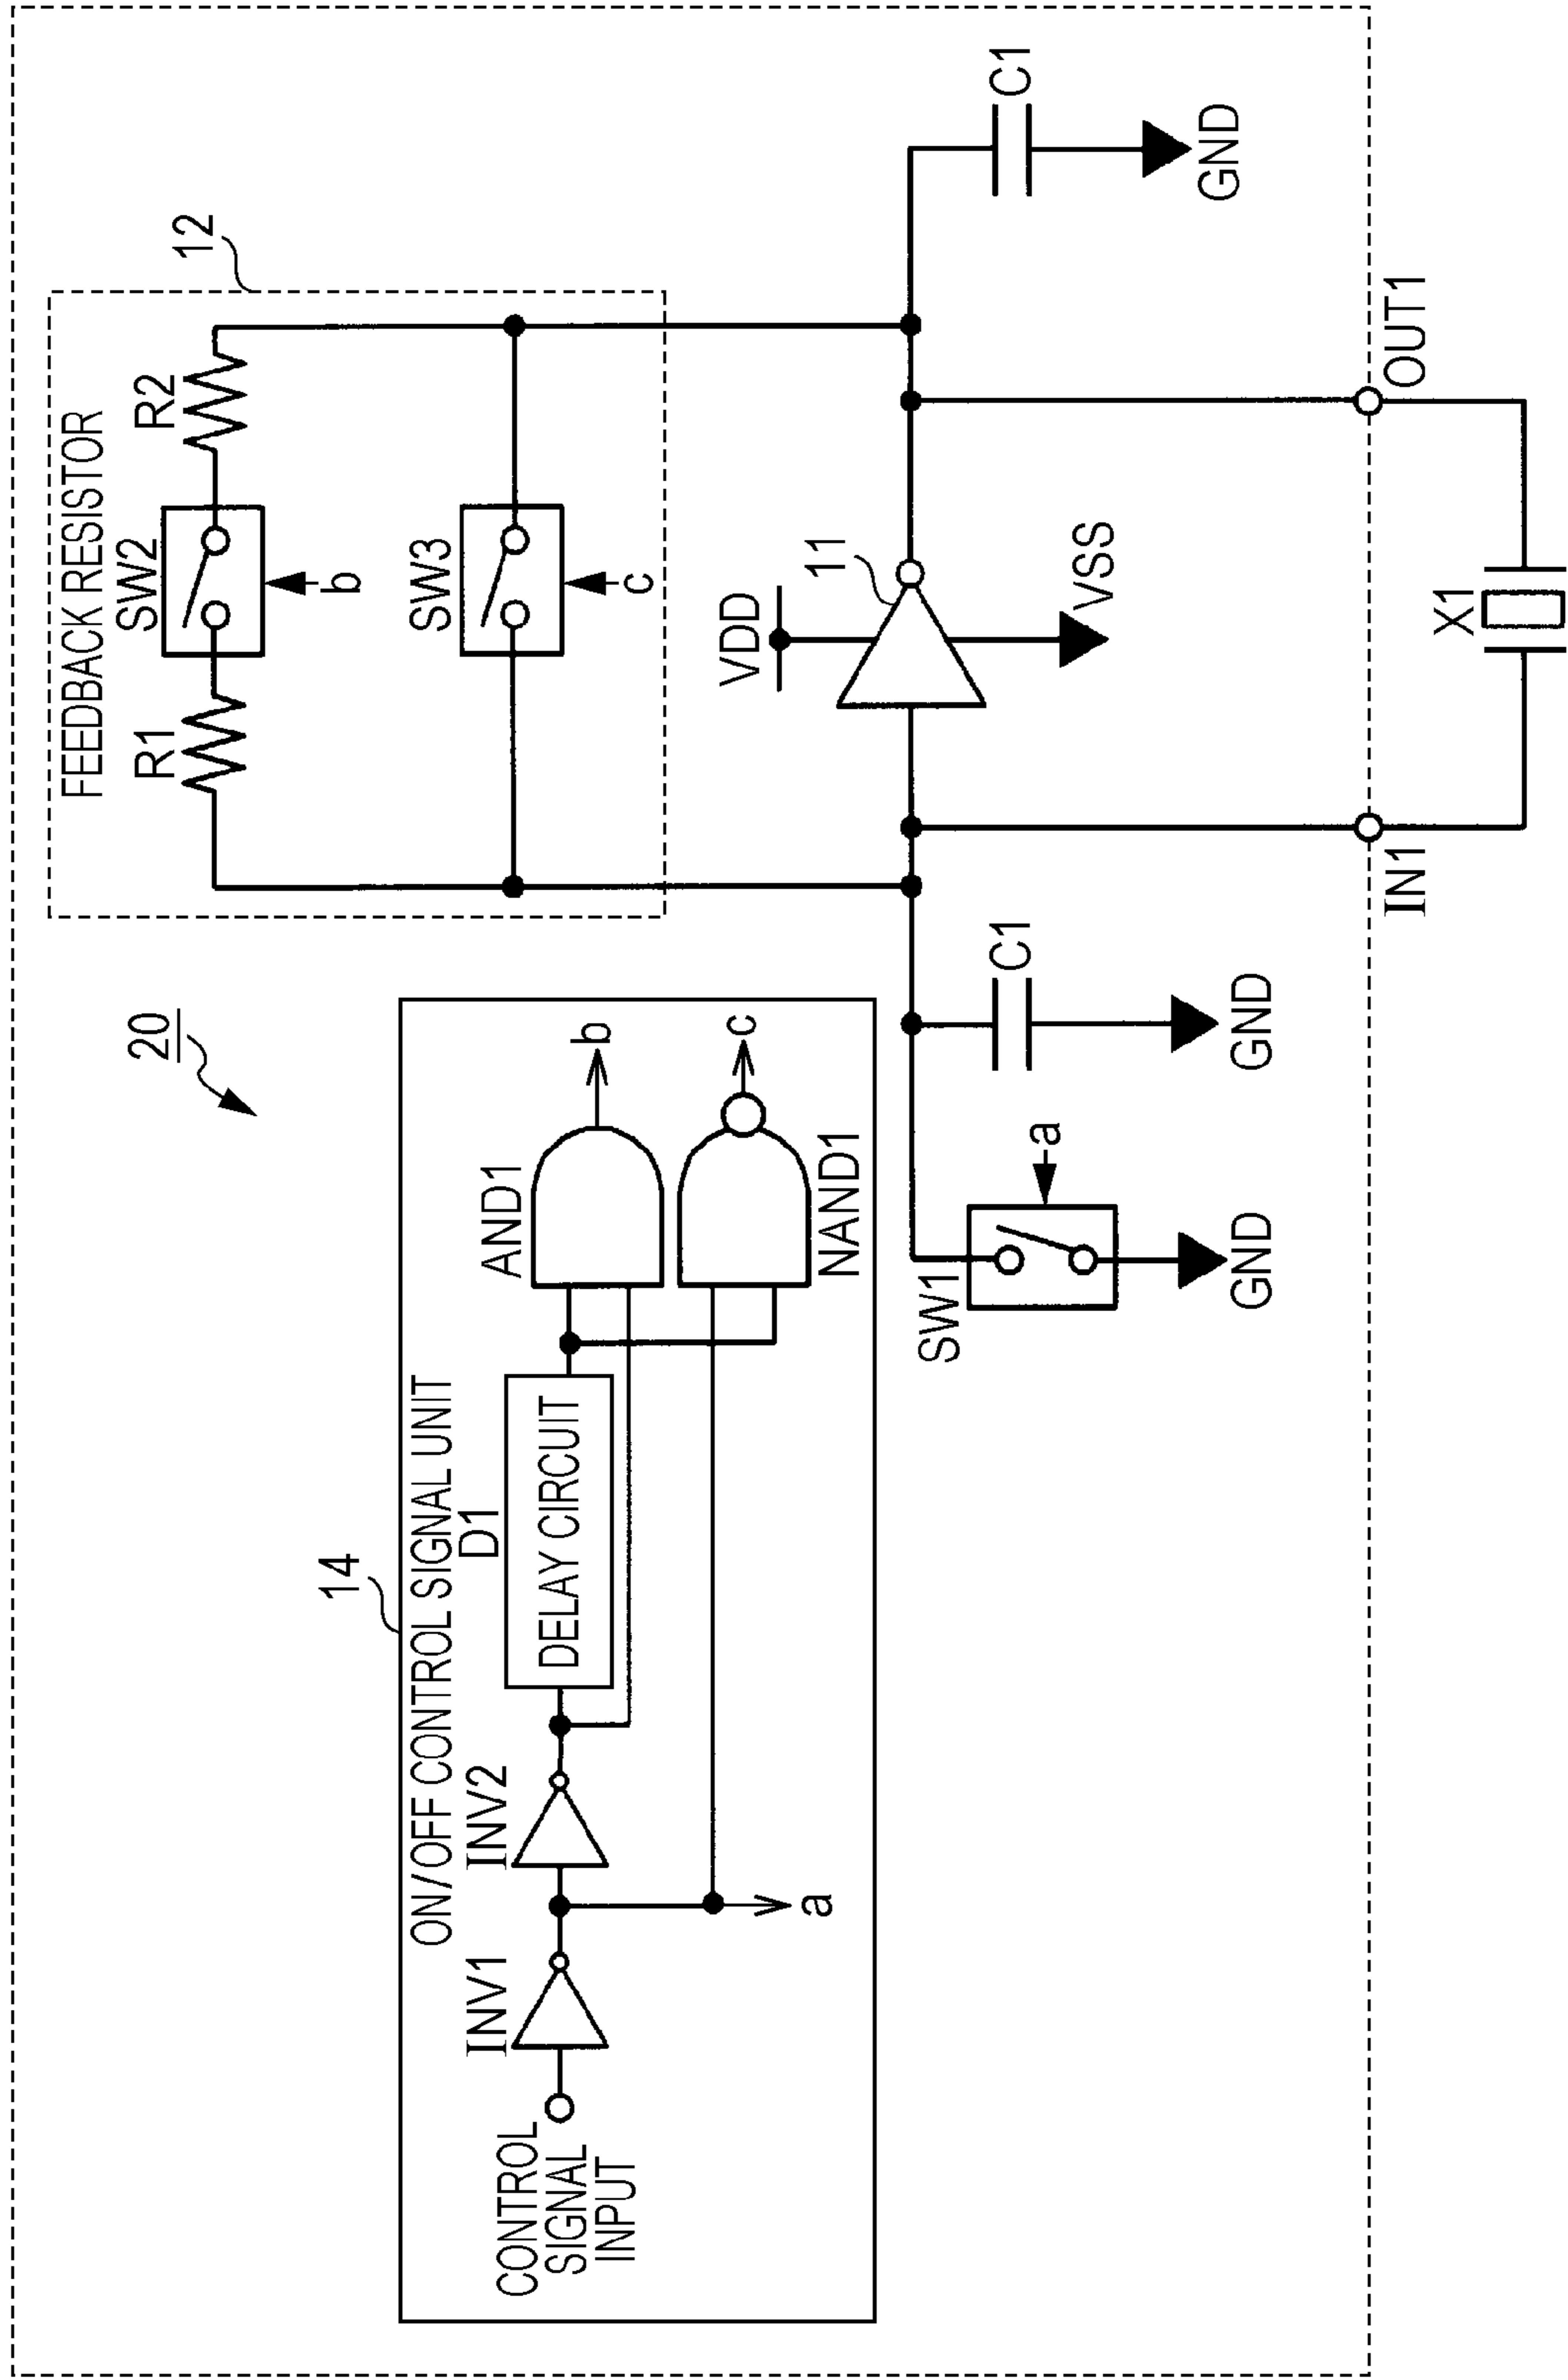 20
14
ON/OFF CONTROL SIGNAL UNIT
CONTROL
SIGNAL
INPUT
INV1
INV2
D1
DELAY CIRCUIT
AND1
NAND1
a
b
c
12
FEEDBACK RESISTOR
R1
SW2
R2
b
SW3
c
VDD
11
VSS
SW1
a
GND
C1
GND
C1
GND
IN1
OUT1
X1